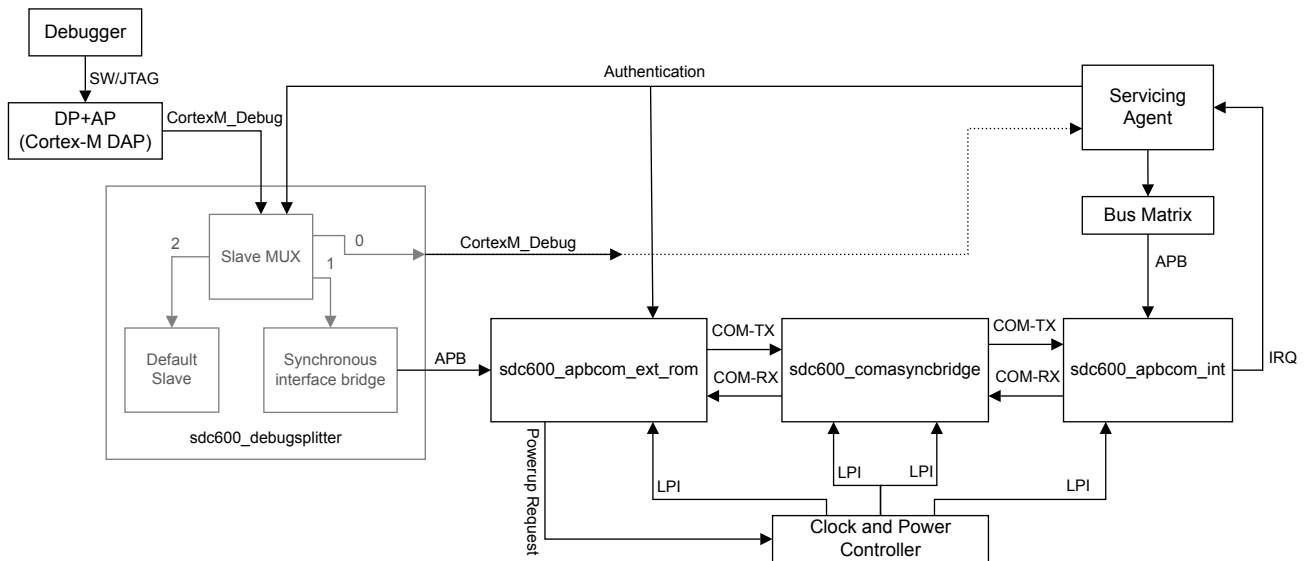 Debugger
SW/JTAG
DP+AP
(Cortex-M DAP)
CortexM_Debug
Authentication
Servicing
Agent
Bus Matrix
APB
2
Slave MUX
0
1
CortexM_Debug
Default
Slave
Synchronous
interface bridge
sdc600_debugsplitter
APB
sdc600_apbcom_ext_rom
COM-TX
COM-RX
sdc600_comasyncbridge
COM-TX
COM-RX
sdc600_apbcom_int
IRQ
Powerup Request
LPI
LPI
LPI
LPI
Clock and Power
Controller